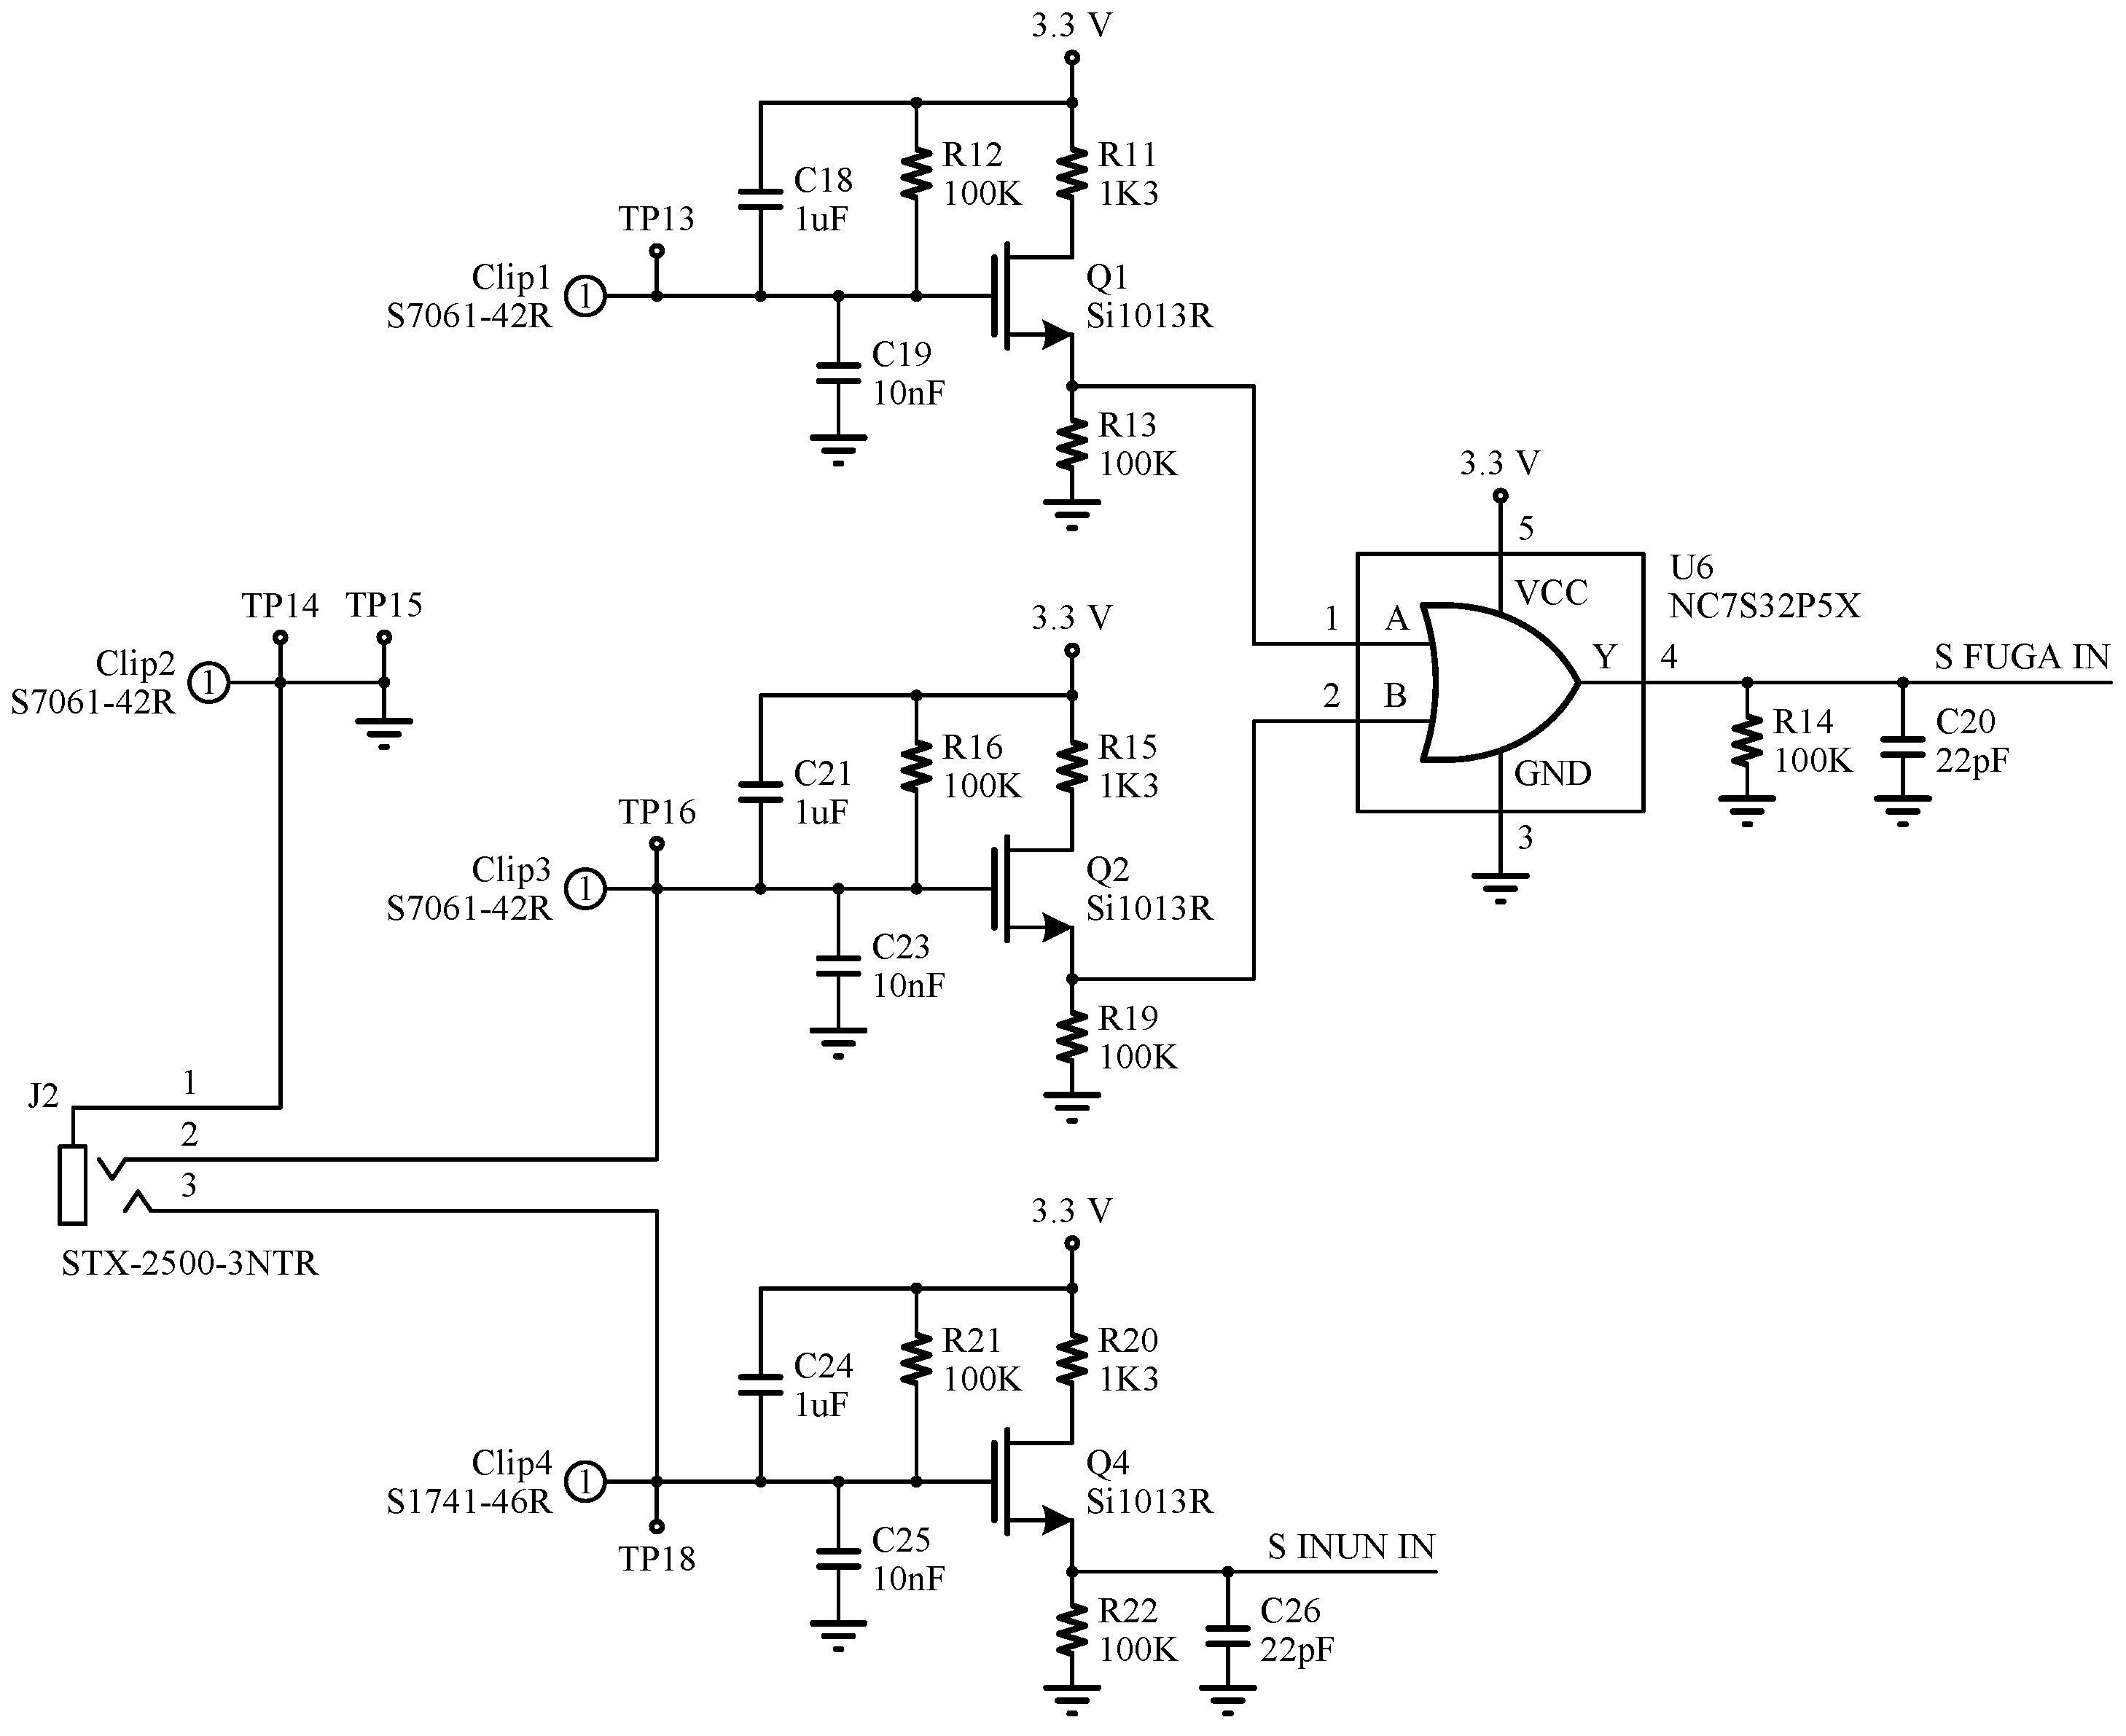 3.3 V
R12
100K
R11
1K3
C18
1uF
TP13
Clip1
S7061-42R
1
Q1
Si1013R
C19
10nF
R13
100K
3.3 V
5
U6
NC7S32P5X
VCC
1
A
2
B
Y
4
S FUGA IN
GND
3
R14
100K
C20
22pF
TP14
TP15
Clip2
S7061-42R
1
3.3 V
R16
100K
R15
1K3
C21
1uF
TP16
Clip3
S7061-42R
1
Q2
Si1013R
C23
10nF
R19
100K
J2
1
2
3
STX-2500-3NTR
3.3 V
R21
100K
R20
1K3
C24
1uF
Clip4
S1741-46R
1
TP18
Q4
Si1013R
C25
10nF
S INUN IN
R22
100K
C26
22pF